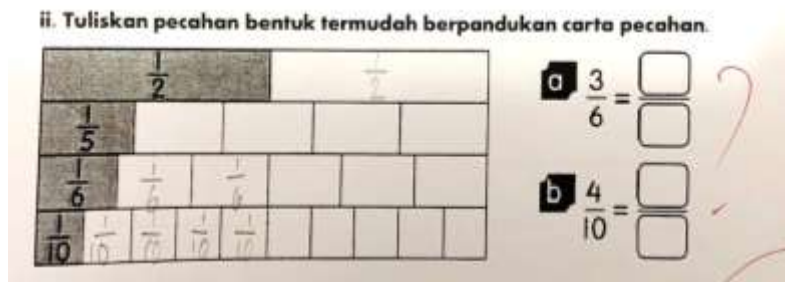 ii. Tuliskan pecahan bentuk termudah berpandukan carta pecahan.
1/2 1/2
1/5
1/6 1/6 1/6
1/10 1/10 1/10 1/10 1/10
a 3/6 =
b 4/10 =